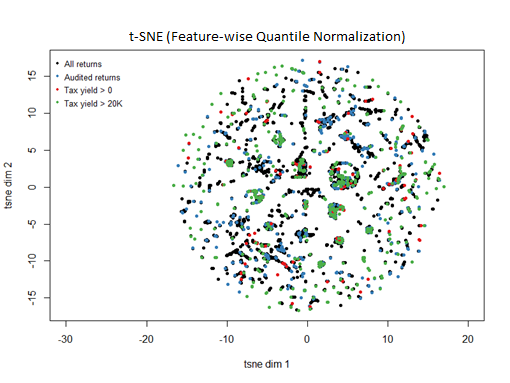 t-SNE (Feature-wise Quantile Normalization)
All returns
Audited returns
Tax yield > 0
Tax yield > 20K
15
10
5
0
-5
-10
-15
tsne dim 2
-30
-20
-10
0
10
20
tsne dim 1